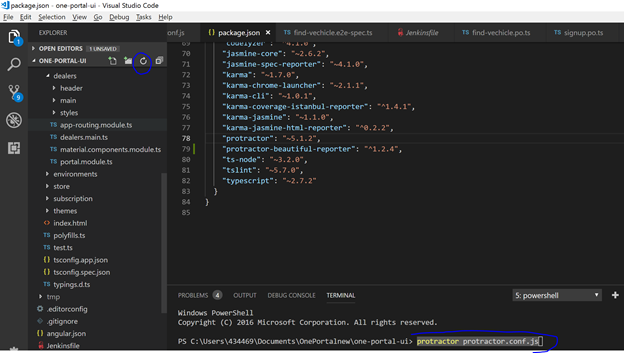 package.json - one-portal-ui - Visual Studio Code
File Edit Selection View Go Debug Tasks Help
EXPLORER
onf.js
package.json
find-vechicle.e2e-spec.ts
Jenkinsfile
find-vechicle.po.ts
signup.po.ts
OPEN EDITORS 1 UNSAVED
ONE-PORTAL-UI
dealers
header
main
styles
app-routing.module.ts
dealers.main.ts
material.components.module.ts
portal.module.ts
environments
store
subscription
themes
index.html
polyfills.ts
test.ts
tsconfig.app.json
tsconfig.spec.json
typings.d.ts
tmp
.editorconfig
.gitignore
angular.json
Jenkinsfile
69 "codelyzer": "~4.1.0",
70 "jasmine-core": "~2.6.2",
71 "jasmine-spec-reporter": "~4.1.0",
72 "karma": "~1.7.0",
73 "karma-chrome-launcher": "~2.1.1",
74 "karma-cli": "~1.0.1",
75 "karma-coverage-istanbul-reporter": "^1.4.1",
76 "karma-jasmine": "~1.1.0",
77 "karma-jasmine-html-reporter": "^0.2.2",
78 "protractor": "~5.1.2",
79 "protractor-beautiful-reporter": "^1.2.4",
80 "ts-node": "~3.2.0",
81 "tslint": "~5.7.0",
82 "typescript": "~2.7.2"
83 }
84 }
85
PROBLEMS 4 OUTPUT DEBUG CONSOLE TERMINAL
5: powershell
Windows PowerShell
Copyright (C) 2016 Microsoft Corporation. All rights reserved.
PS C:\Users\434469\Documents\OnePortalnew\one-portal-ui> protractor protractor.conf.js